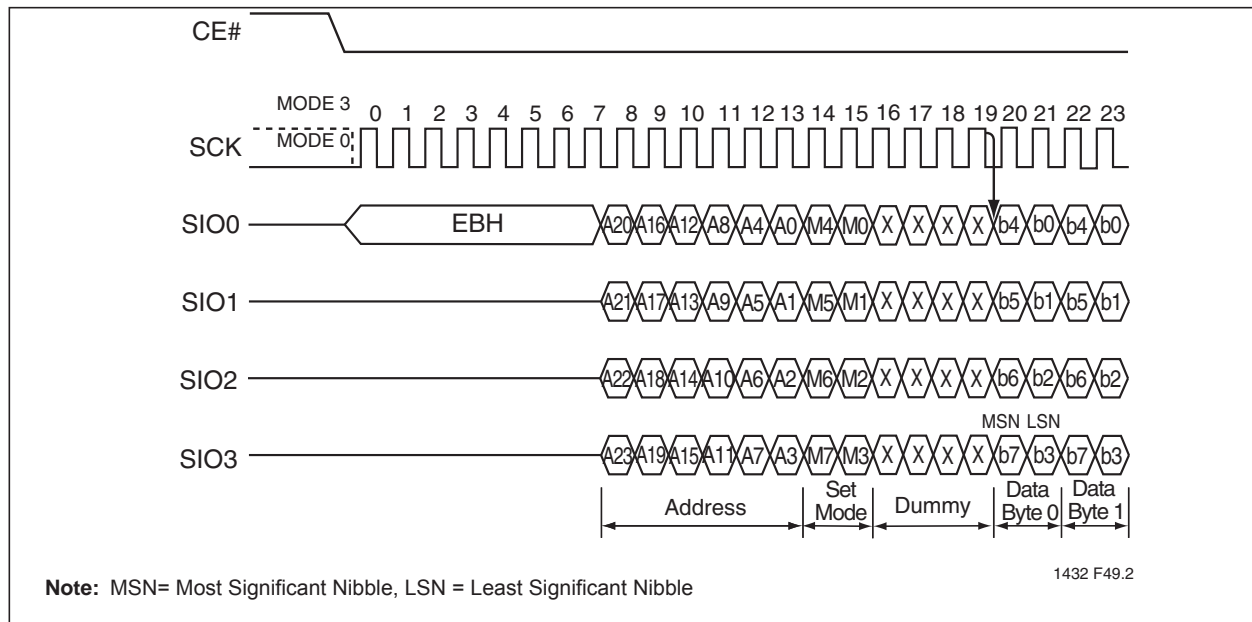 CE#
MODE 3
0 1 2 3 4 5 6 7 8 9 10 11 12 13 14 15 16 17 18 19 20 21 22 23
SCK MODE 0
SIO0 EBH A20 A16 A12 A8 A4 A0 M4 M0 X X X X b4 b0 b4 b0
SIO1 A21 A17 A13 A9 A5 A1 M5 M1 X X X X b5 b1 b5 b1
SIO2 A22 A18 A14 A10 A6 A2 M6 M2 X X X X b6 b2 b6 b2
MSN LSN
SIO3 A23 A19 A15 A11 A7 A3 M7 M3 X X X X b7 b3 b7 b3
Address
Set
Mode
Dummy
Data
Byte 0
Data
Byte 1
1432 F49.2
Note: MSN= Most Significant Nibble, LSN = Least Significant Nibble